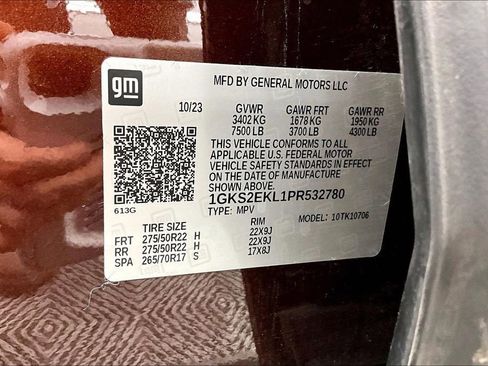 gm
MFD BY GENERAL MOTORS LLC
10/23 GVWR GAWR FRT GAWR RR
3402 KG 1678 KG 1950 KG
7500 LB 3700 LB 4300 LB
THIS VEHICLE CONFORMS TO ALL
APPLICABLE U.S. FEDERAL MOTOR
VEHICLE SAFETY STANDARDS IN EFFECT ON
THE DATE OF MANUFACTURE
SHOWN ABOVE.
1GKS2EKL1PR532780
613G TYPE: MPV MODEL: 10TK10706
TIRE SIZE RIM
FRT 275/50R22 H 22X9J
RR 275/50R22 H 22X9J
SPA 265/70R17 S 17X8J